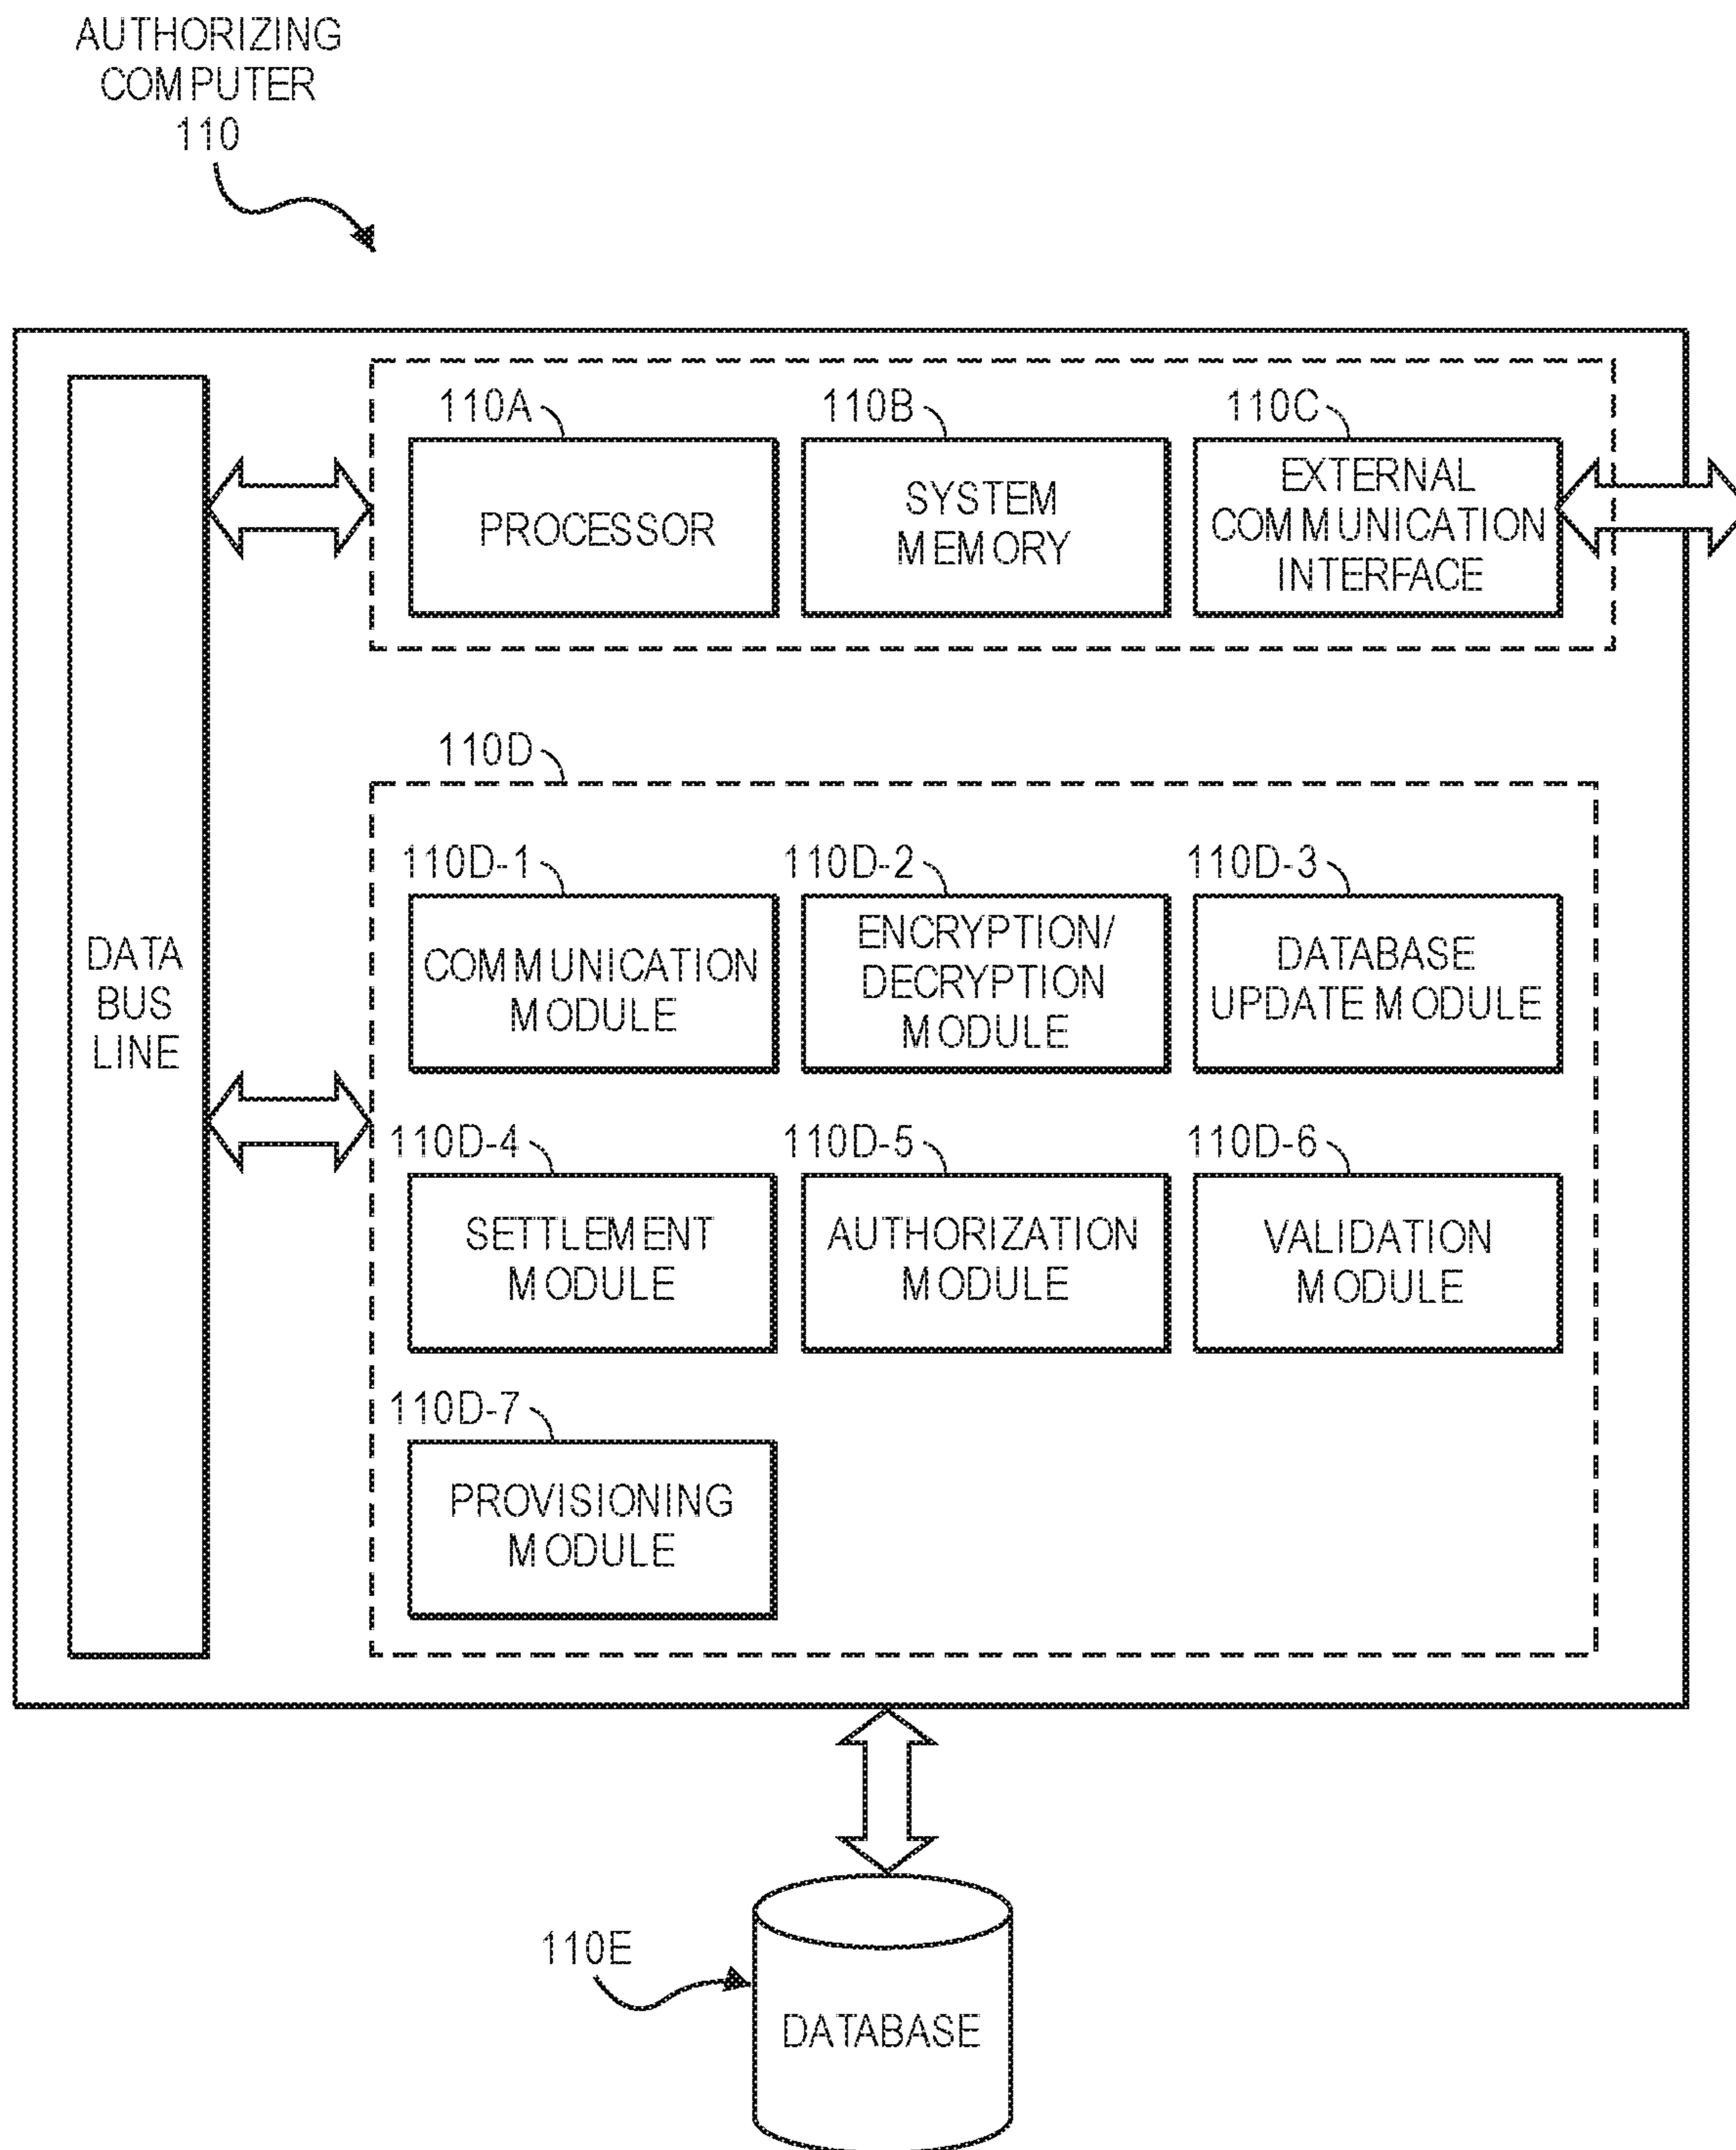 AUTHORIZING
COMPUTER
110
110A
110B
110C
PROCESSOR
SYSTEM
MEMORY
EXTERNAL
COMMUNICATION
INTERFACE
110D
DATA
BUS
LINE
110D-1
110D-2
110D-3
COMMUNICATION
MODULE
ENCRYPTION/
DECRYPTION
MODULE
DATABASE
UPDATE MODULE
110D-4
110D-5
110D-6
SETTLEMENT
MODULE
AUTHORIZATION
MODULE
VALIDATION
MODULE
110D-7
PROVISIONING
MODULE
110E
DATABASE